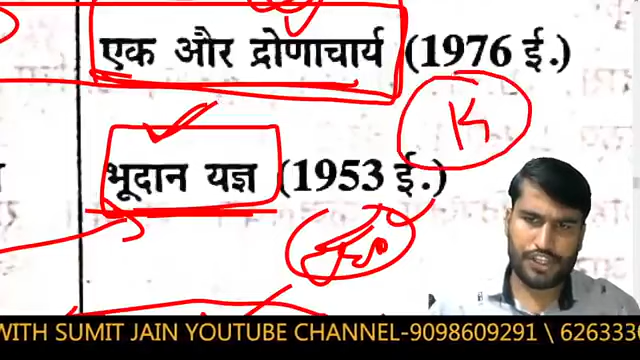 एक और द्रोणाचार्य (1976 ई.)
भूदान यज्ञ (1953 ई.)
WITH SUMIT JAIN YOUTUBE CHANNEL-9098609291 \ 626333